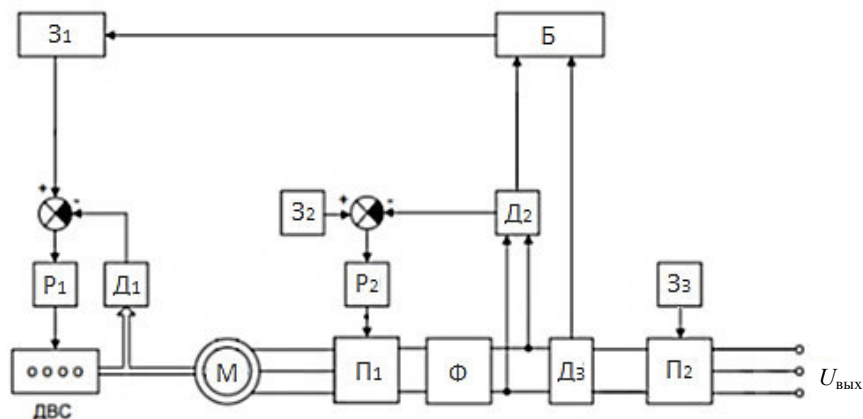 З1
Б
+
-
З2
+
-
Д2
Р1
Д1
Р2
З3
М
П1
Ф
Д3
П2
Uвых
ДВС